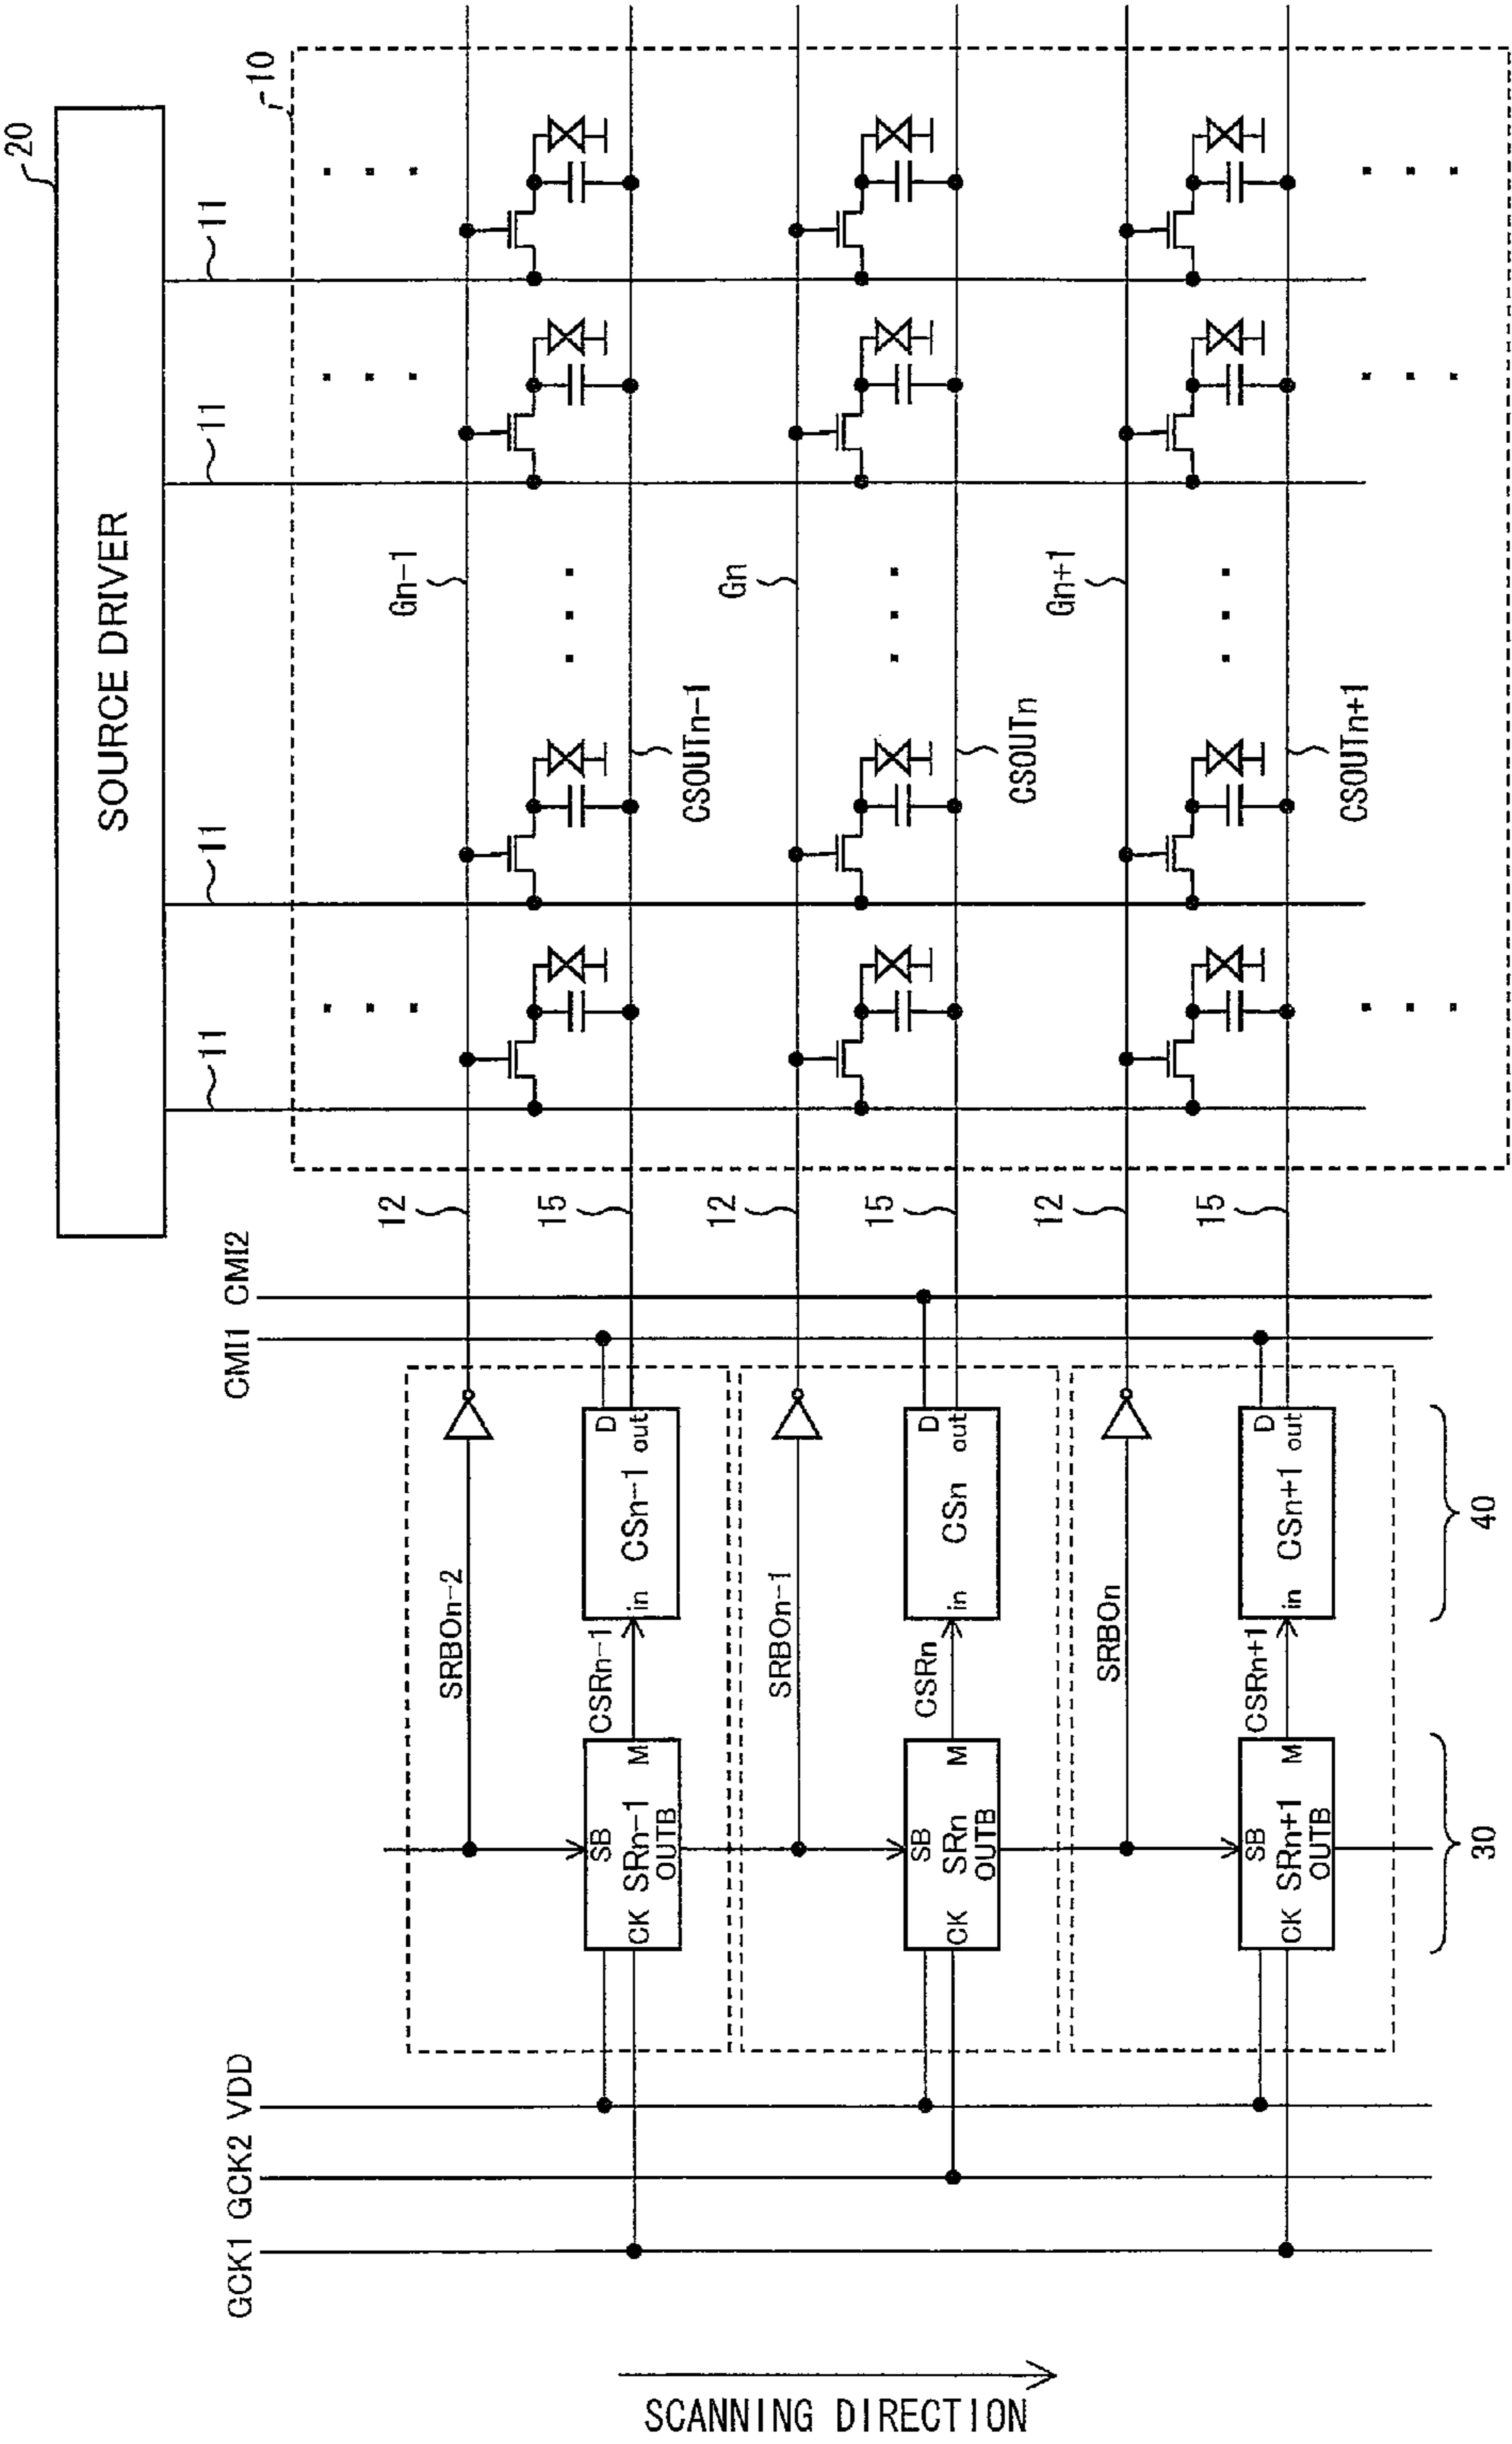 20
SOURCE DRIVER
10
11
11
11
11
Gn-1
CSOUTn-1
Gn
CSOUTn
Gn+1
CSOUTn+1
12
15
12
15
12
15
CMI2
CMI1
D
out
CSn-1
in
D
out
CSn
in
D
out
CSn+1
in
40
SRBOn-2
CSRn-1
SRBOn-1
CSRn
SRBOn
CSRn+1
SB
M
SRn-1
OUTB
CK
SB
M
SRn
OUTB
CK
SB
M
SRn+1
OUTB
CK
30
VDD
GCK2
GCK1
SCANNING DIRECTION